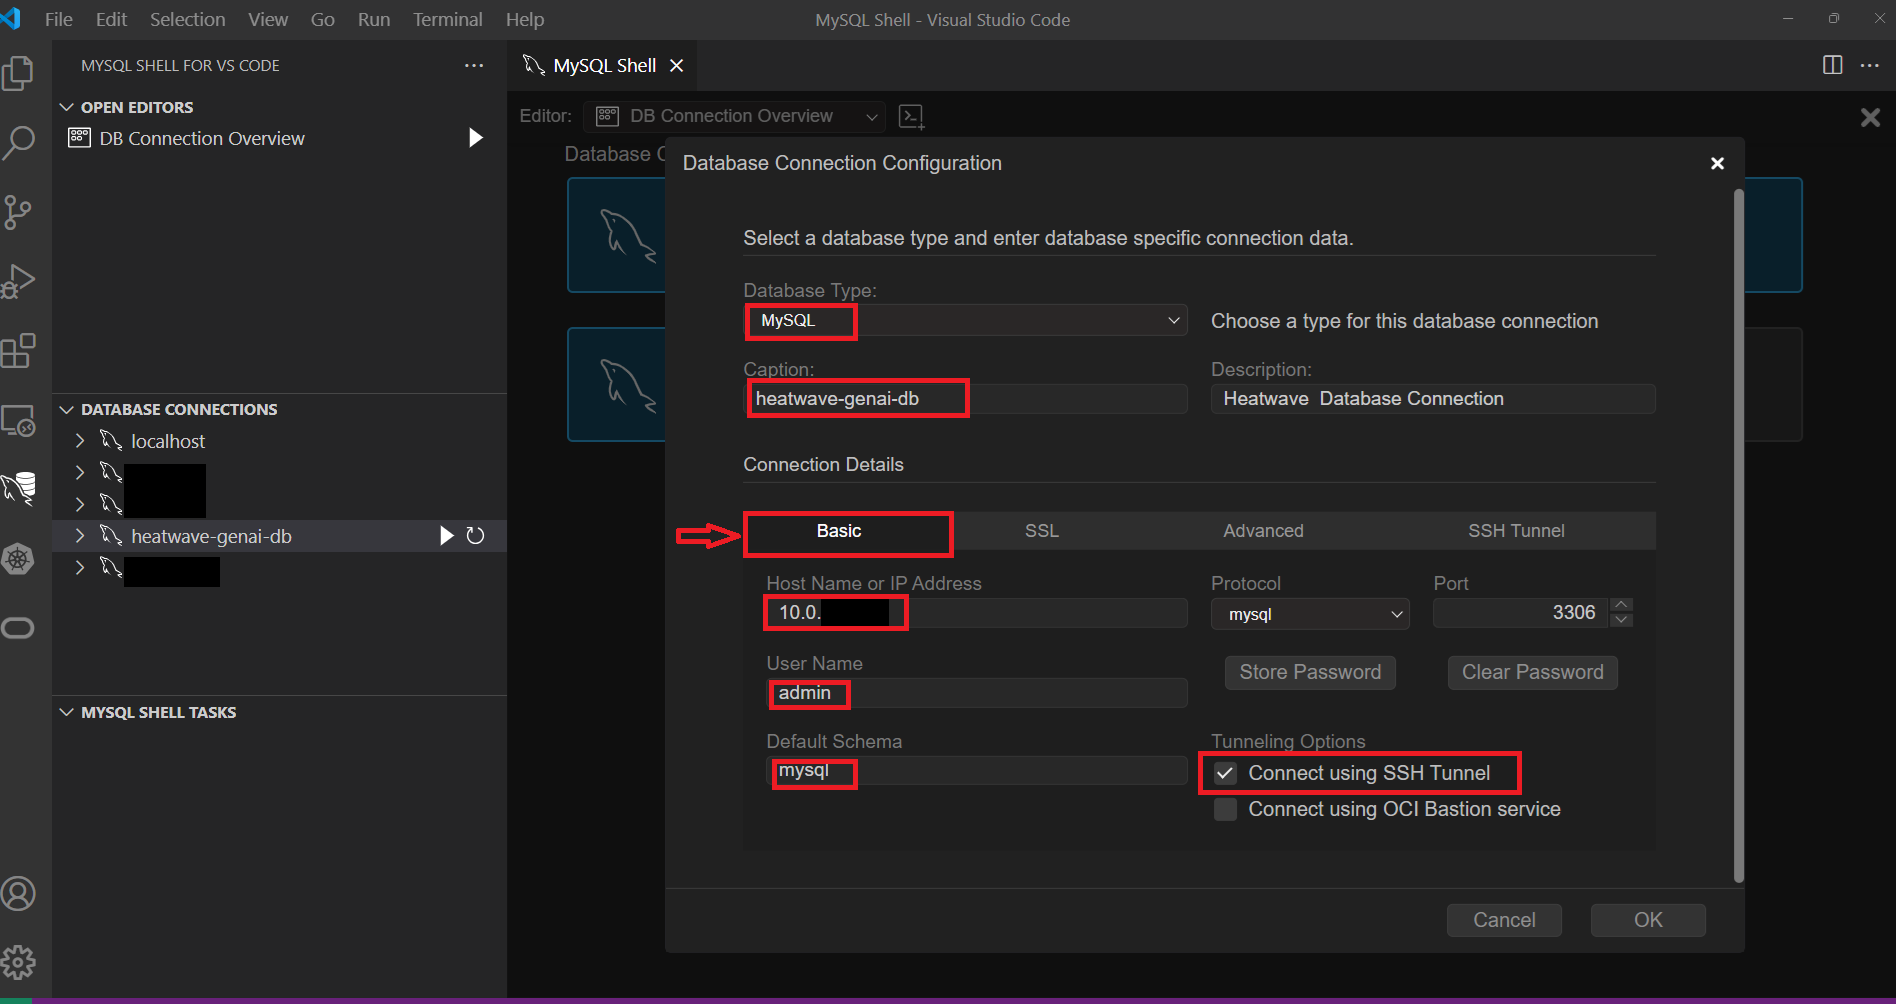 File Edit Selection View Go Run Terminal Help
MySQL Shell - Visual Studio Code
MYSQL SHELL FOR VS CODE
OPEN EDITORS
DB Connection Overview
DATABASE CONNECTIONS
localhost
heatwave-genai-db
MYSQL SHELL TASKS
MySQL Shell
Editor: DB Connection Overview
Database C
Database Connection Configuration
Select a database type and enter database specific connection data.
Database Type:
MySQL
Choose a type for this database connection
Caption: Description:
heatwave-genai-db Heatwave Database Connection
Connection Details
Basic SSL Advanced SSH Tunnel
Host Name or IP Address Protocol Port
10.0. mysql 3306
User Name
admin Store Password Clear Password
Default Schema Tunneling Options
mysql Connect using SSH Tunnel
Connect using OCI Bastion service
Cancel OK